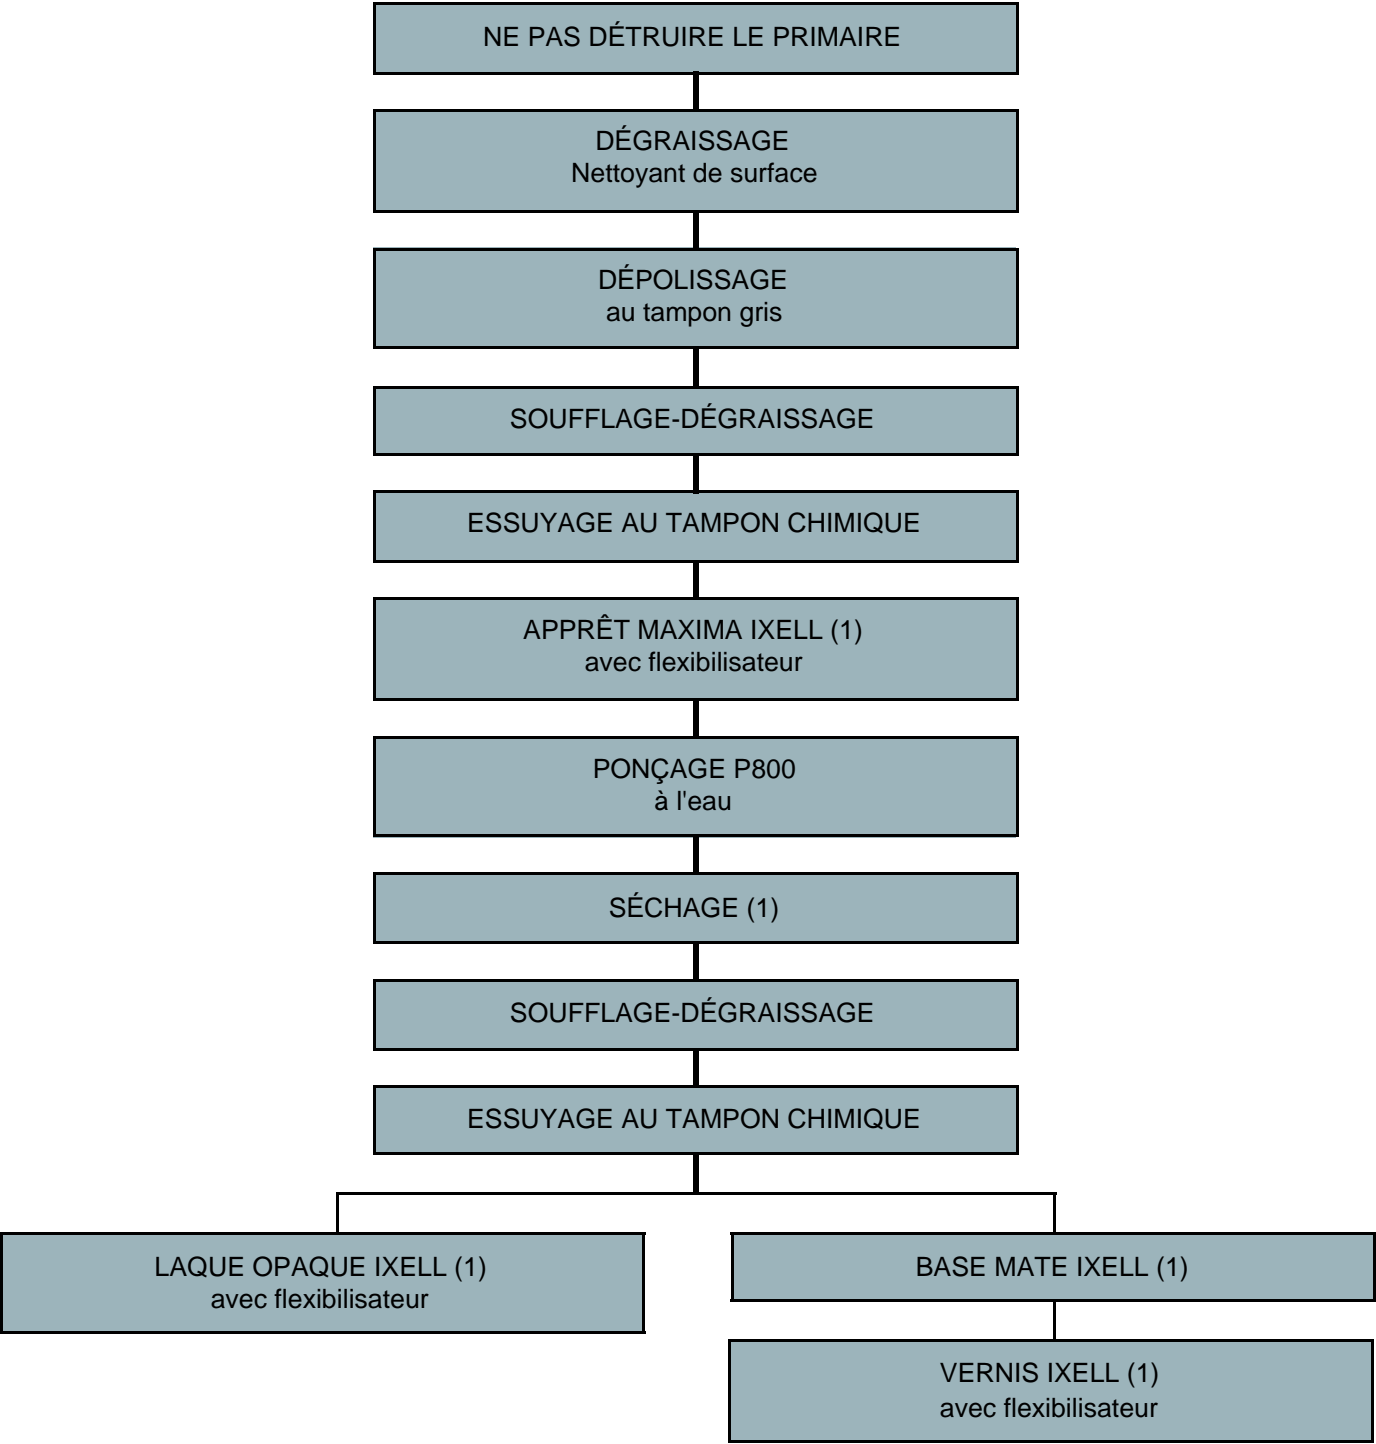 NE PAS DÉTRUIRE LE PRIMAIRE
DÉGRAISSAGE
Nettoyant de surface
DÉPOLISSAGE
au tampon gris
SOUFFLAGE-DÉGRAISSAGE
ESSUYAGE AU TAMPON CHIMIQUE
APPRÊT MAXIMA IXELL (1)
avec flexibilisateur
PONÇAGE P800
à l'eau
SÉCHAGE (1)
SOUFFLAGE-DÉGRAISSAGE
ESSUYAGE AU TAMPON CHIMIQUE
LAQUE OPAQUE IXELL (1)
avec flexibilisateur
BASE MATE IXELL (1)
VERNIS IXELL (1)
avec flexibilisateur